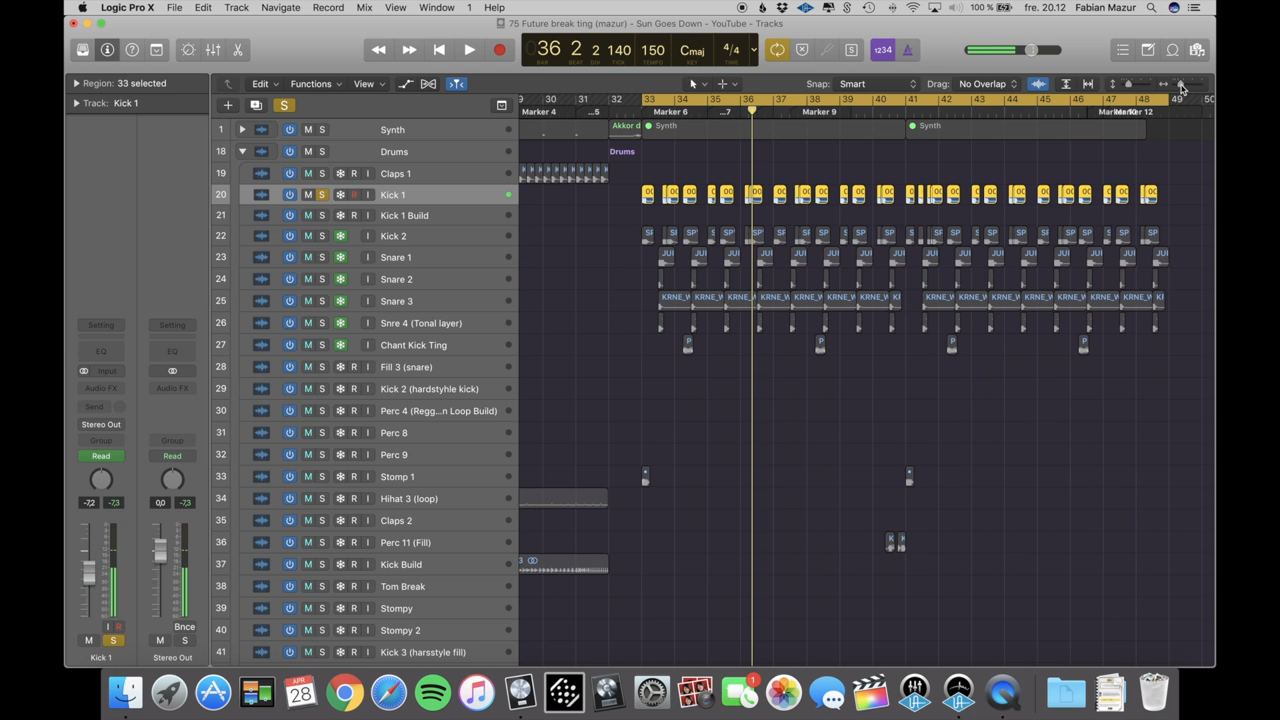 Logic Pro X File Edit Track Navigate Record Mix View Window 1 Help 100 % fre. 20.12 Fabian Mazur
75 Future break ting (mazur) - Sun Goes Down - YouTube - Tracks
36 2 2 140 150 Cmaj 4/4 1234
BAR TEMPO KEY TIME
Region: 33 selected Edit Functions View Snap: Smart Drag: No Overlap
Track: Kick 1
S 30 31 32 33 34 35 36 37 38 39 40 41 42 43 44 45 46 47 48 49 50
Marker 4 ...5 Marker 6 ...7 Marker 9 Marker 12
1 M S Synth Akkor d Synth Synth
18 M S Drums Drums
19 M S R I Claps 1
20 M S R I Kick 1
21 M S R I Kick 1 Build
22 M S I Kick 2
23 M S I Snare 1
24 M S I Snare 2
25 M S I Snare 3
26 M S I Snre 4 (Tonal layer)
27 M S I Chant Kick Ting
28 M S R I Fill 3 (snare)
29 M S R I Kick 2 (hardstyhle kick)
30 M S R I Perc 4 (Regg...n Loop Build)
31 M S R I Perc 8
32 M S R I Perc 9
33 M S R I Stomp 1
34 M S R I Hihat 3 (loop)
35 M S R I Claps 2
36 M S R I Perc 11 (Fill)
37 M S R I Kick Build
38 M S R I Tom Break
39 M S R I Stompy
40 M S R I Stompy 2
41 M S R I Kick 3 (harsstyle fill)
Setting Setting
EQ EQ
Input
Audio FX Audio FX
Send
Stereo Out
Group Group
Read Read
-7,2 -7,3 0,0 -7,3
I R Bnce
M S M S
Kick 1 Stereo Out
APR
28
1